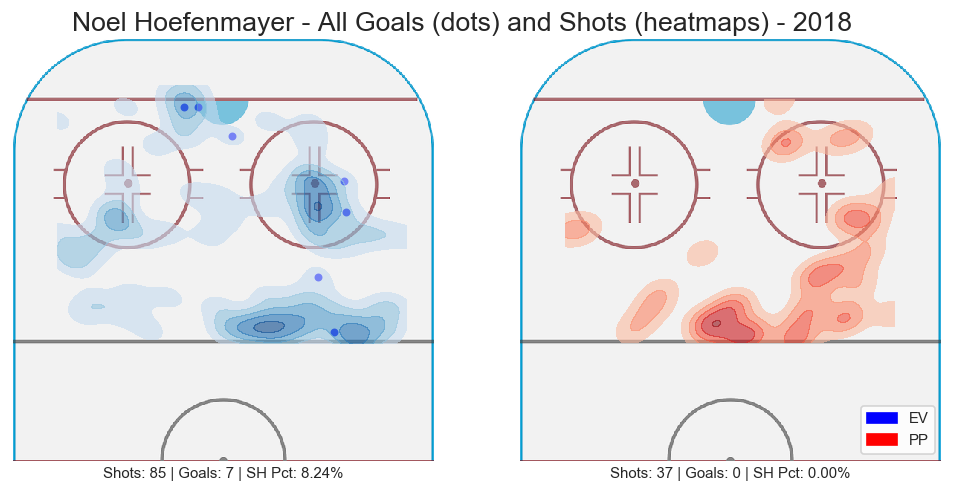 Noel Hoefenmayer - All Goals (dots) and Shots (heatmaps) - 2018
EV
PP
Shots: 85 | Goals: 7 | SH Pct: 8.24%
Shots: 37 | Goals: 0 | SH Pct: 0.00%